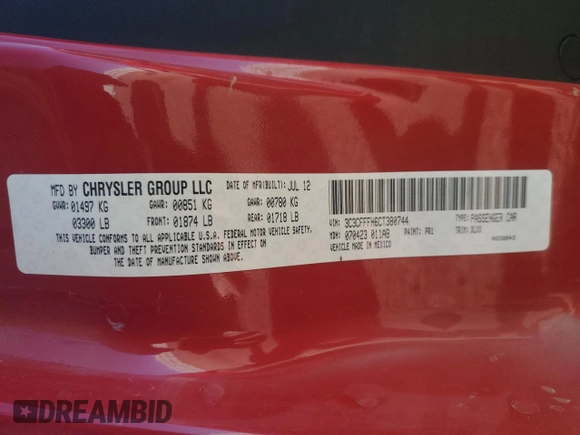 MFD BY CHRYSLER GROUP LLC DATE OF MFR(BUILT): JUL 12
GVWR: 01497 KG GAWR: 00851 KG GAWR: 00780 KG
03300 LB FRONT: 01874 LB REAR: 01718 LB
THIS VEHICLE CONFORMS TO ALL APPLICABLE U.S.A. FEDERAL MOTOR VEHICLE SAFETY,
BUMPER AND THEFT PREVENTION STANDARDS IN EFFECT ON
THE DATE OF MANUFACTURE SHOWN ABOVE.
VIN: 3C3CFFFH6CT380744 TYPE: PASSENGER CAR
MDH: 070423 011AB PAINT: PR1 TRIM: DLXX
VEHICLE MADE IN MEXICO
DREAMBID